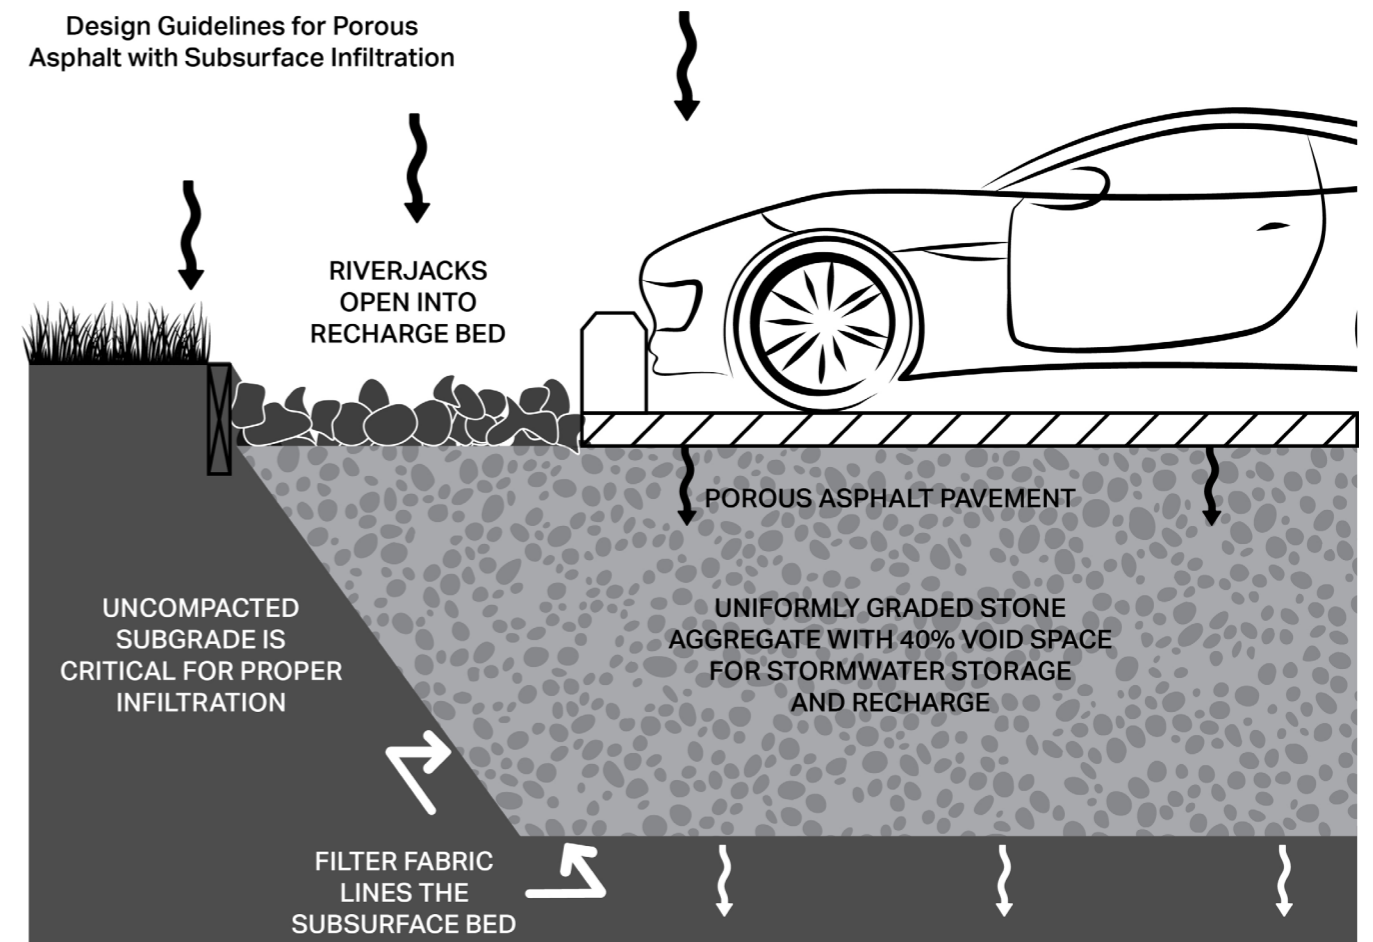 Design Guidelines for Porous
Asphalt with Subsurface Infiltration
RIVERJACKS
OPEN INTO
RECHARGE BED
POROUS ASPHALT PAVEMENT
UNCOMPACTED
SUBGRADE IS
CRITICAL FOR PROPER
INFILTRATION
UNIFORMLY GRADED STONE
AGGREGATE WITH 40% VOID SPACE
FOR STORMWATER STORAGE
AND RECHARGE
FILTER FABRIC
LINES THE
SUBSURFACE BED